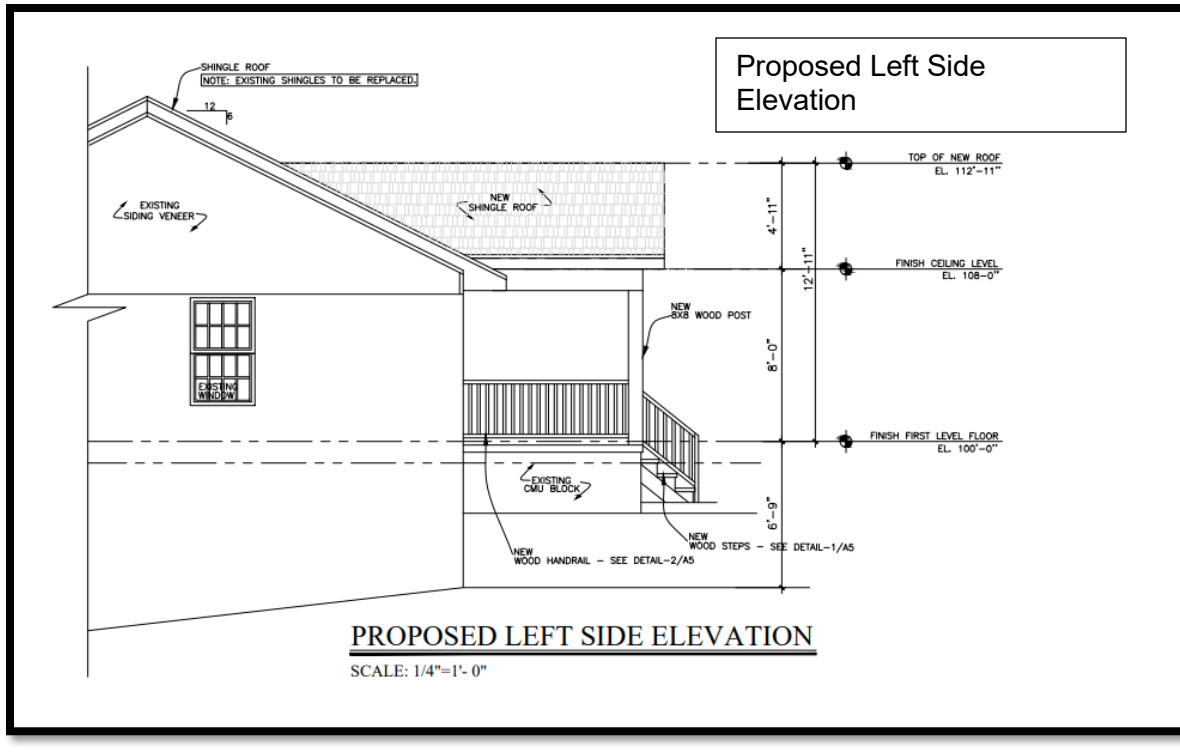 Proposed Left Side
Elevation
SHINGLE ROOF
NOTE: EXISTING SHINGLES TO BE REPLACED.
12
6
TOP OF NEW ROOF
EL. 112'-11"
EXISTING
SIDING VENEER
NEW
SHINGLE ROOF
4'-11"
FINISH CEILING LEVEL
EL. 108-0"
12'-11"
NEW
8X8 WOOD POST
8'-0"
EXISTING
WINDOW
FINISH FIRST LEVEL FLOOR
EL. 100'-0"
EXISTING
CMU BLOCK
6'-9"
NEW
WOOD STEPS - SEE DETAIL-1/A5
NEW
WOOD HANDRAIL - SEE DETAIL-2/A5
PROPOSED LEFT SIDE ELEVATION
SCALE: 1/4"=1'- 0"